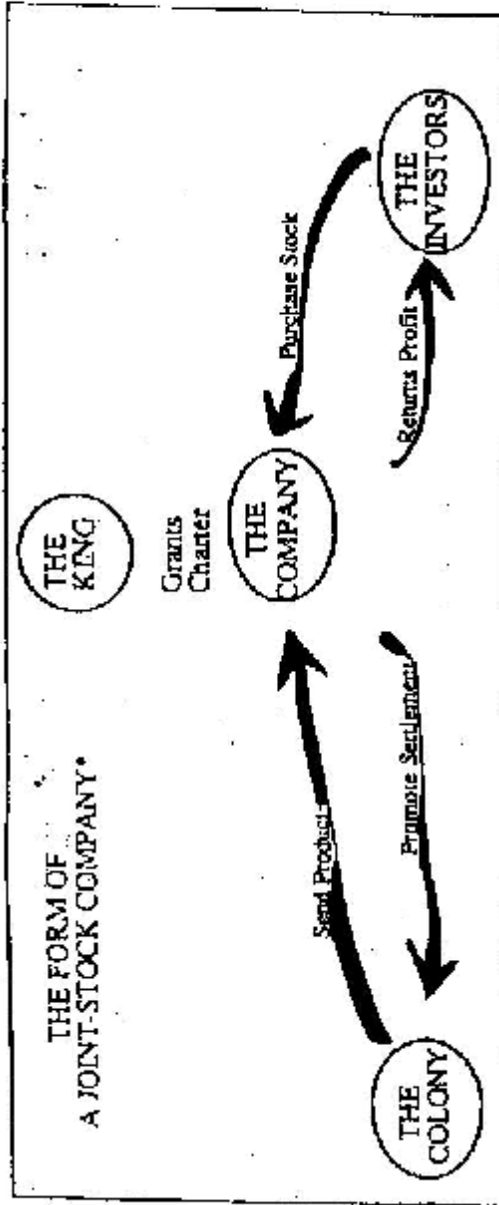 THE FORM OF
A JOINT-STOCK COMPANY*
THE
KING
Grants
Charter
THE
COMPANY
Purchase Stock
THE
INVESTORS
Returns Profit
Send Product
Promote Settlement
THE
COLONY